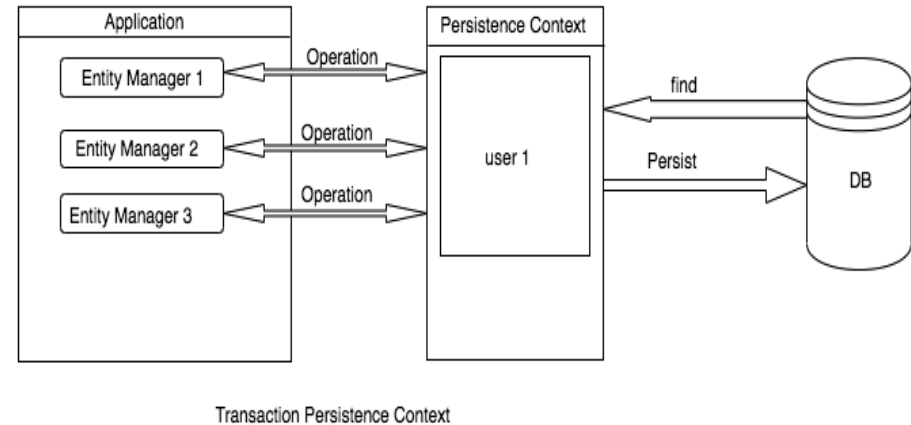 Application
Entity Manager 1
Entity Manager 2
Entity Manager 3
Operation
Operation
Operation
Persistence Context
user 1
find
Persist
DB
Transaction Persistence Context